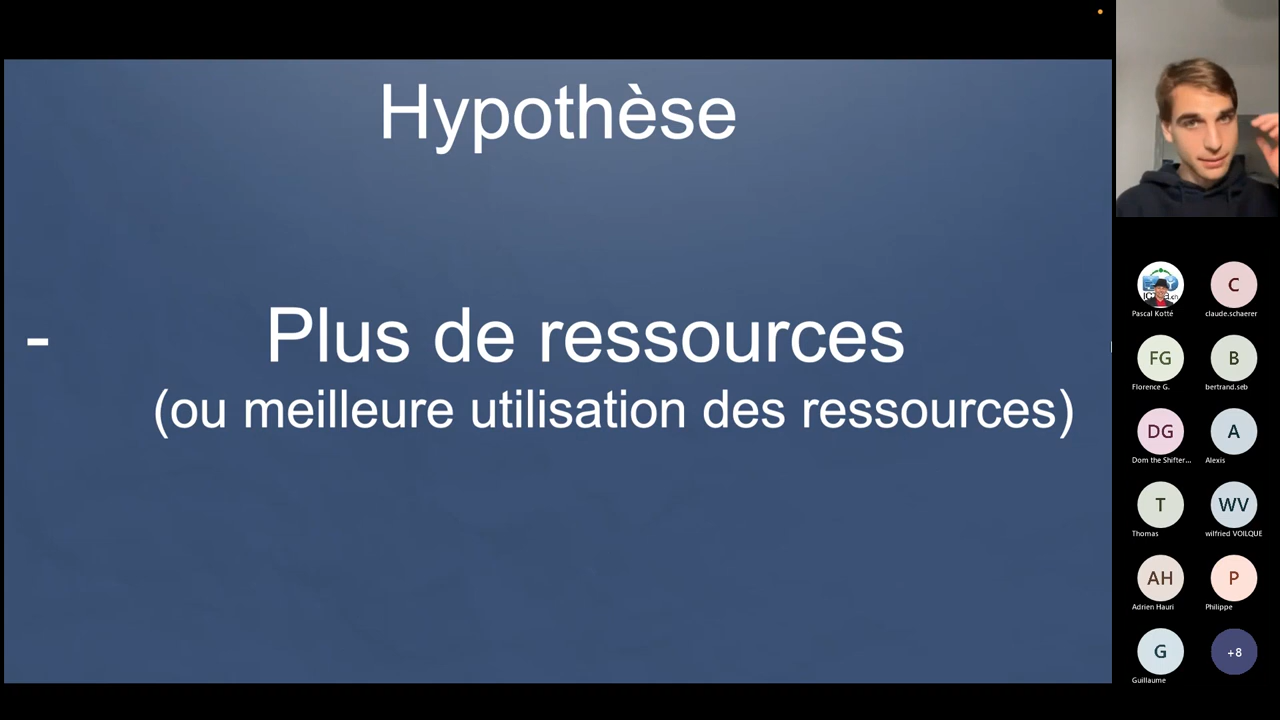 Hypothèse
- Plus de ressources
(ou meilleure utilisation des ressources)
Pascal Kotté
C
claude.schaerer
FG
Florence G.
B
bertrand.seb
DG
Dom the Shifter...
A
Alexis
T
Thomas
WV
wilfried VOILQUE
AH
Adrien Hauri
P
Philippe
G
Guillaume
+8